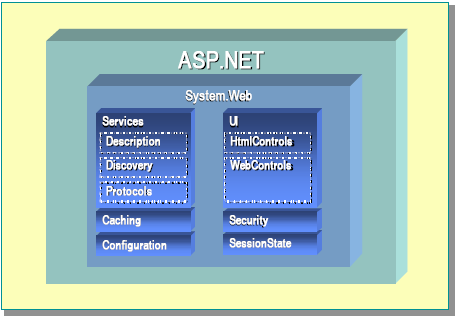 ASP.NET
System.Web
Services
Description
Discovery
Protocols
Caching
Configuration
UI
HtmlControls
WebControls
Security
SessionState